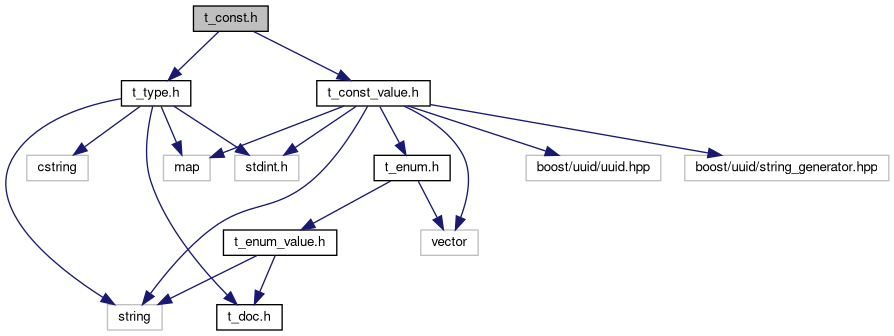 t_const.h
t_type.h
t_const_value.h
cstring
map
stdint.h
t_enum.h
boost/uuid/uuid.hpp
boost/uuid/string_generator.hpp
t_enum_value.h
vector
string
t_doc.h